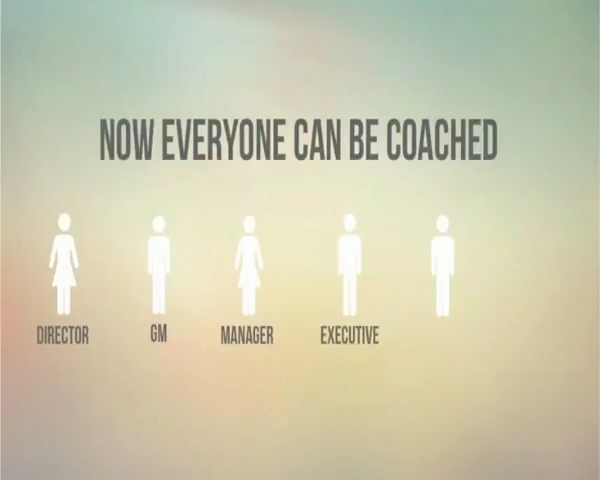 NOW EVERYONE CAN BE COACHED
DIRECTOR GM MANAGER EXECUTIVE